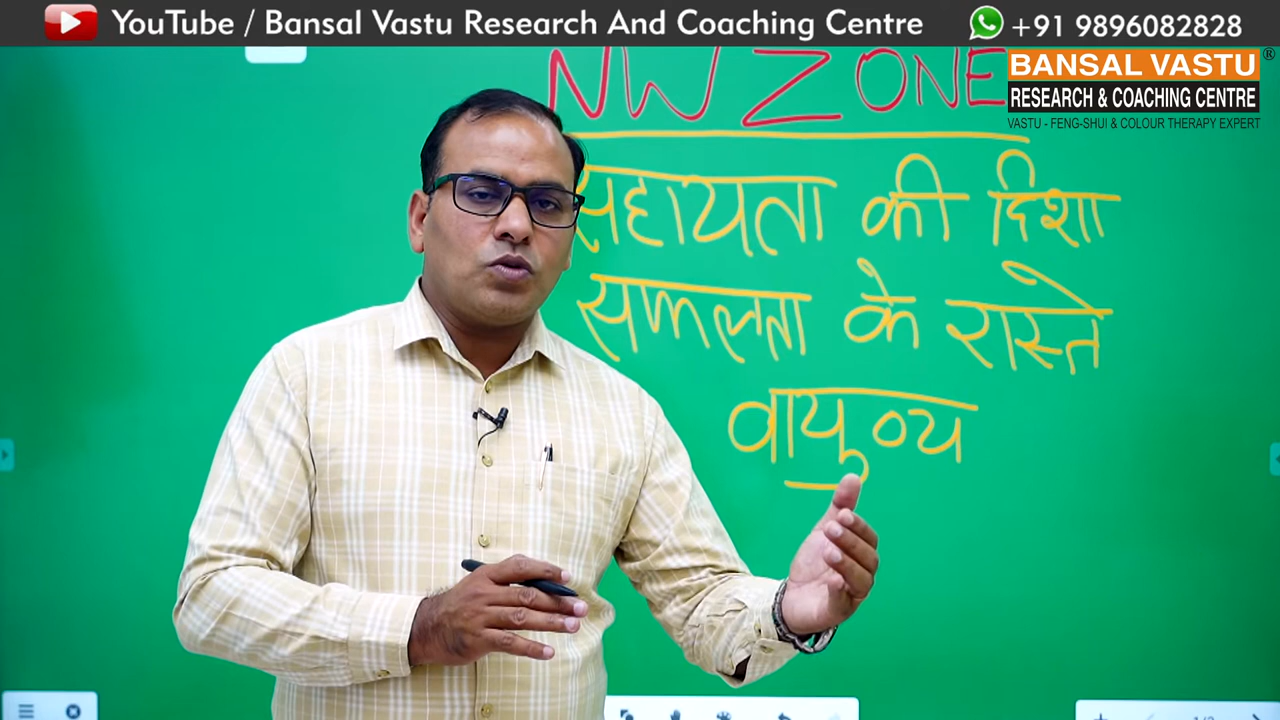 YouTube / Bansal Vastu Research And Coaching Centre
+91 9896082828
BANSAL VASTU ®
RESEARCH & COACHING CENTRE
VASTU - FENG-SHUI & COLOUR THERAPY EXPERT
NW ZONE
सहायता की दिशा
सफलता के रास्ते
वायुव्य